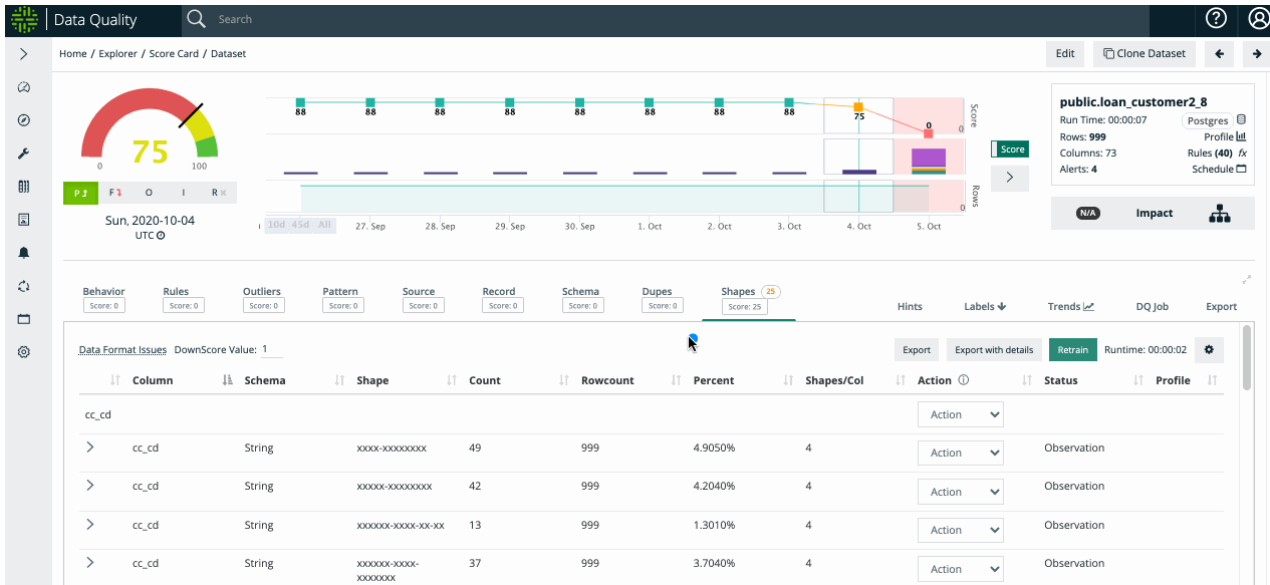 Data Quality
Search
Home / Explorer / Score Card / Dataset
Edit
Clone Dataset
75
0
100
P
F
O
I
R
Sun, 2020-10-04
UTC
88
88
88
88
88
88
88
88
75
0
0
Score
Rows
0
10d 45d All
27. Sep
28. Sep
29. Sep
30. Sep
1. Oct
2. Oct
3. Oct
4. Oct
5. Oct
Score
public.loan_customer2_8
Run Time: 00:00:07 Postgres
Rows: 999 Profile
Columns: 73 Rules (40) fx
Alerts: 4 Schedule
N/A Impact
Behavior Rules Outliers Pattern Source Record Schema Dupes Shapes 25
Score: 0 Score: 0 Score: 0 Score: 0 Score: 0 Score: 0 Score: 0 Score: 0 Score: 25
Hints Labels Trends DQ Job Export
Data Format Issues DownScore Value: 1 Export Export with details Retrain Runtime: 00:00:02
Column Schema Shape Count Rowcount Percent Shapes/Col Action Status Profile
cc_cd Action
cc_cd String xxxx-xxxxxxxx 49 999 4.9050% 4 Action Observation
cc_cd String xxxxx-xxxxxxxx 42 999 4.2040% 4 Action Observation
cc_cd String xxxxxx-xxxx-xx-xx 13 999 1.3010% 4 Action Observation
cc_cd String xxxxxx-xxxx- 37 999 3.7040% 4 Action Observation
xxxxxxx